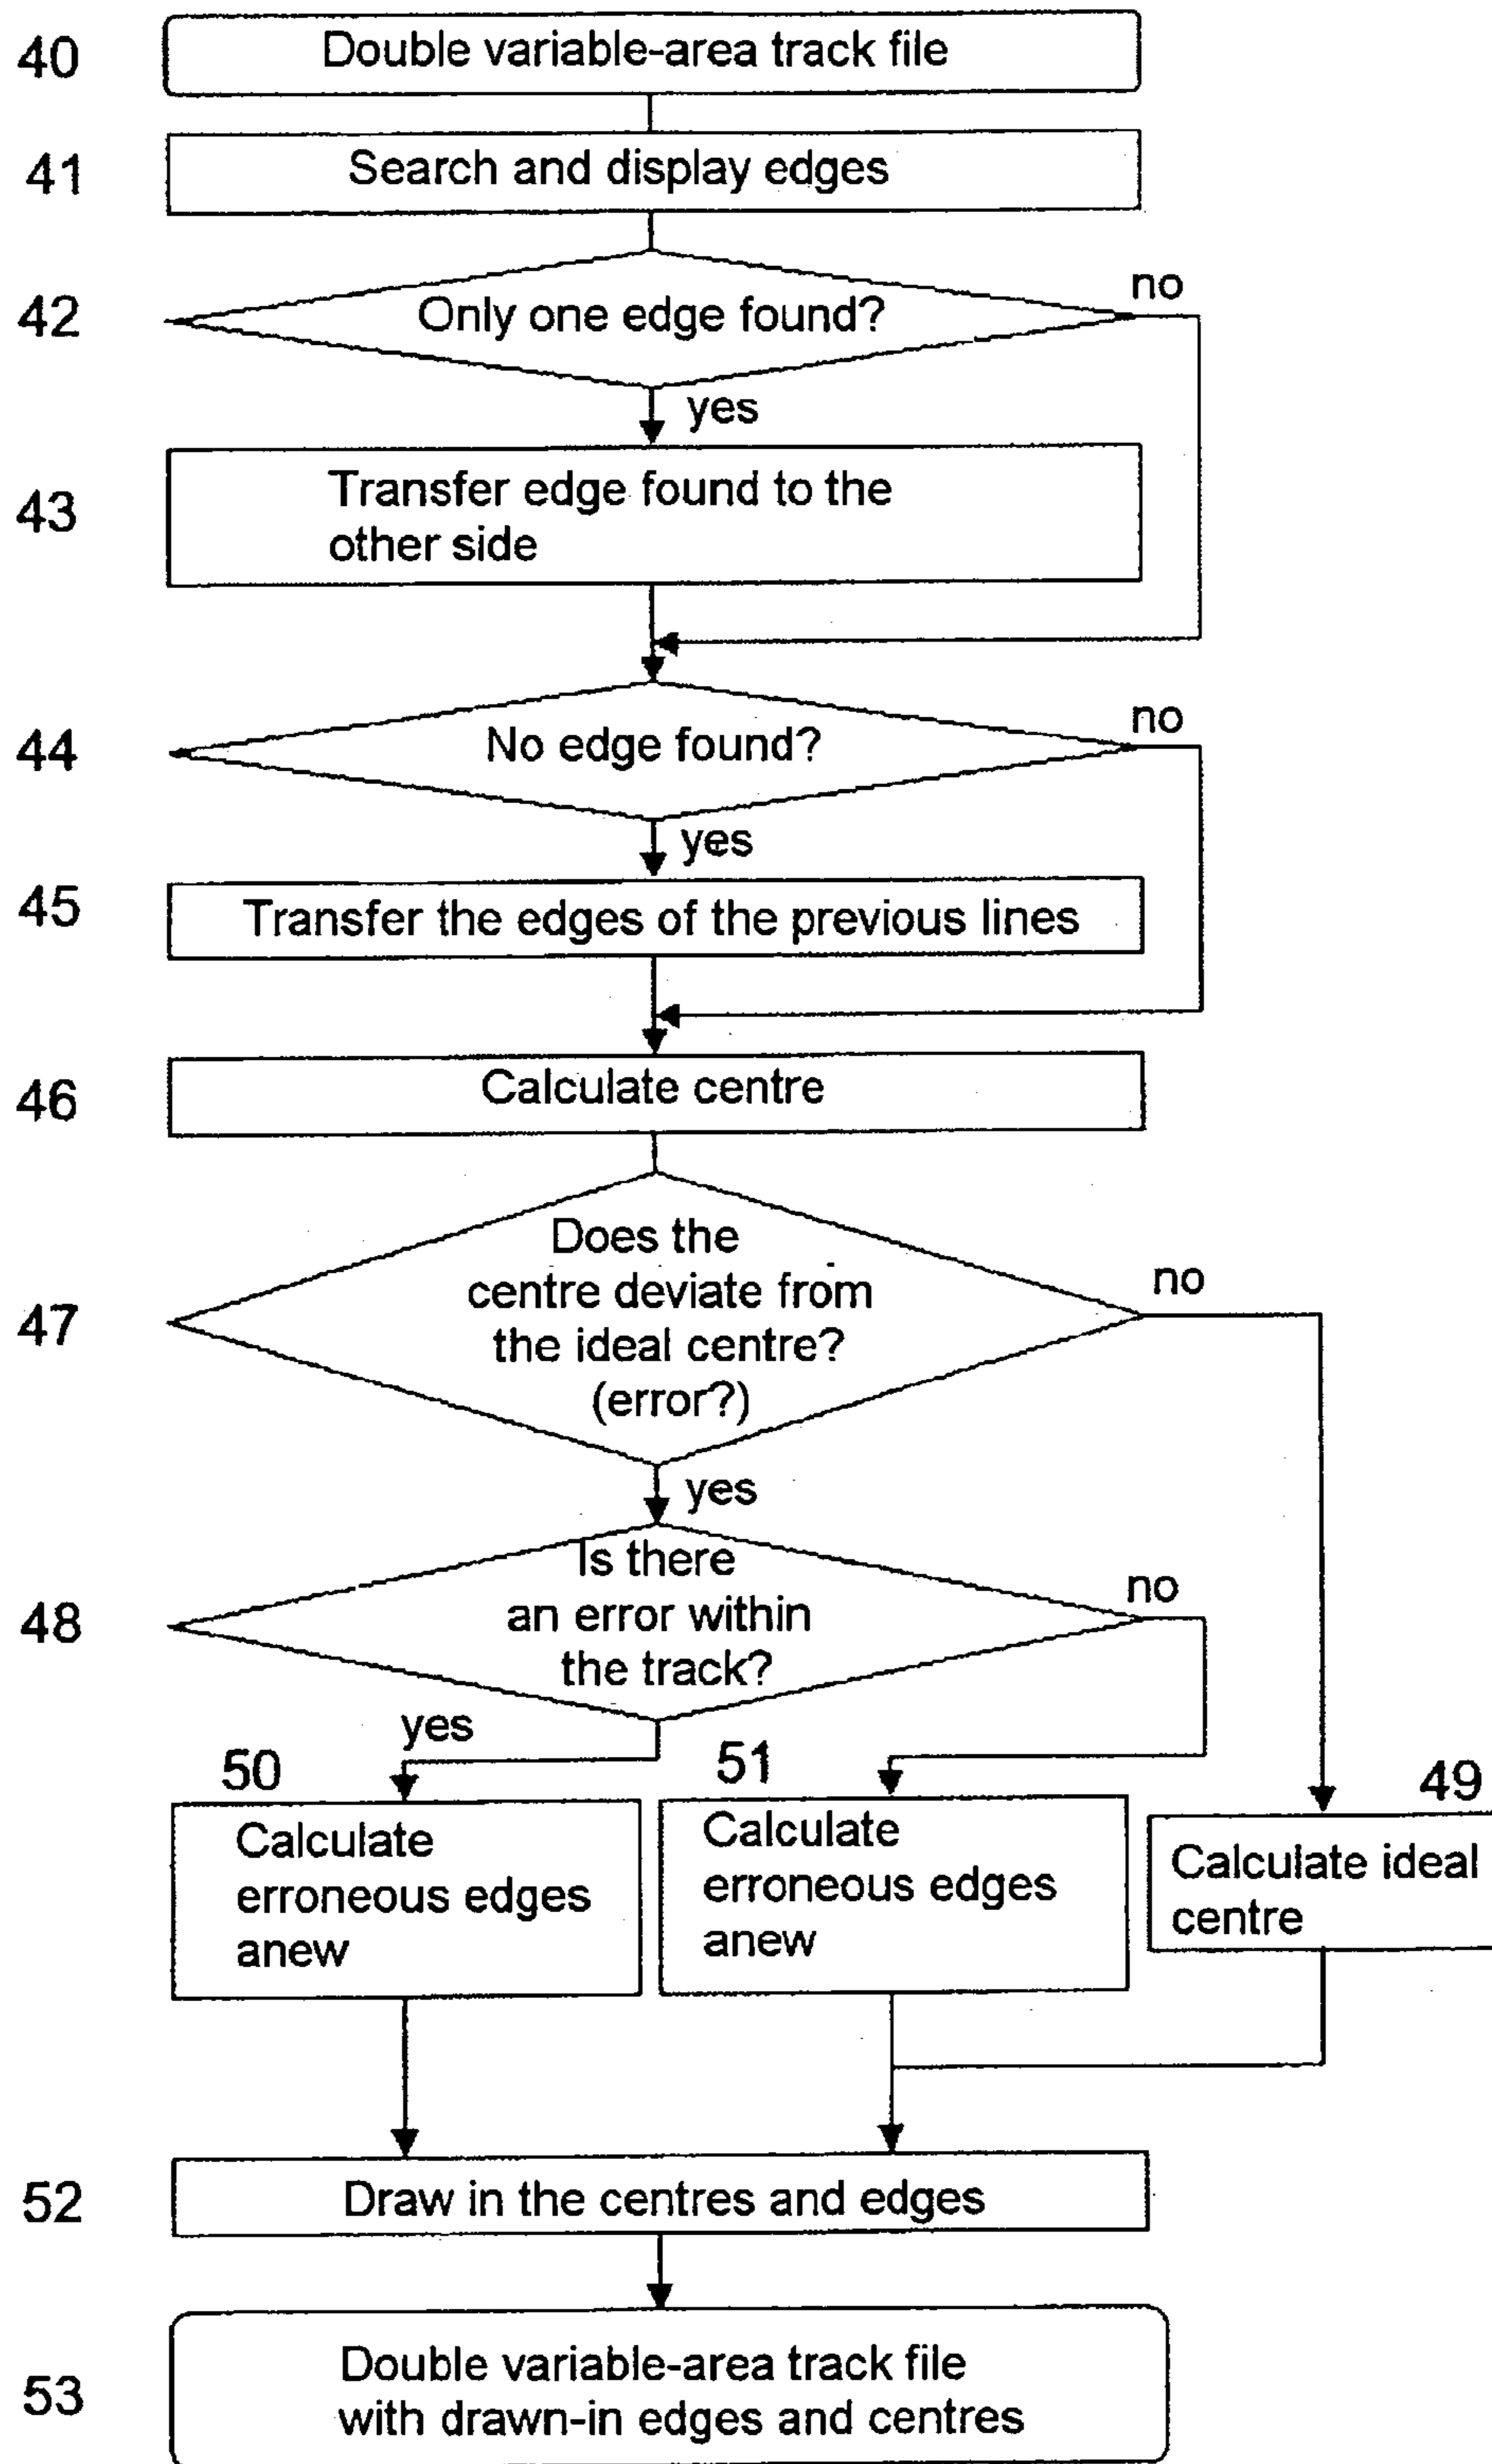 40
Double variable-area track file
41
Search and display edges
42
Only one edge found?
no
yes
43
Transfer edge found to the
other side
44
No edge found?
no
yes
45
Transfer the edges of the previous lines
46
Calculate centre
47
Does the
centre deviate from
the ideal centre?
(error?)
no
yes
48
Is there
an error within
the track?
no
yes
50
Calculate
erroneous edges
anew
51
Calculate
erroneous edges
anew
49
Calculate ideal
centre
52
Draw in the centres and edges
53
Double variable-area track file
with drawn-in edges and centres